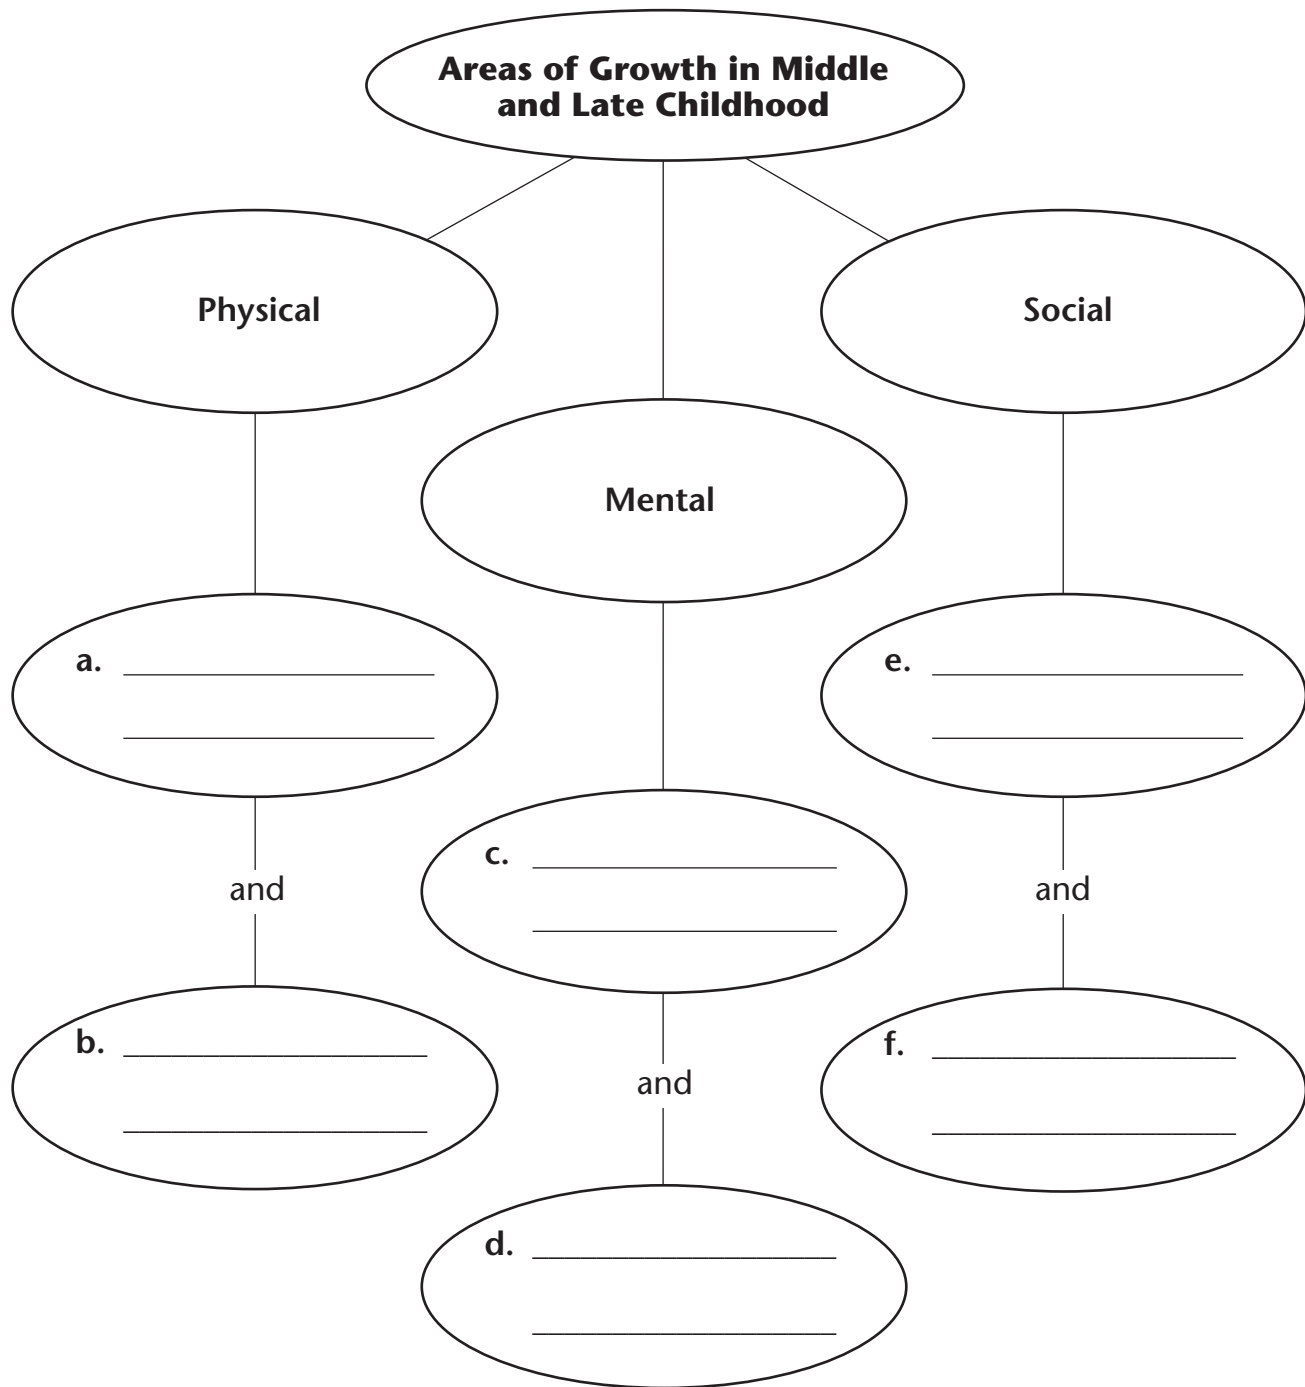 Areas of Growth in Middle
and Late Childhood
Physical
Social
Mental
a.
e.
c.
and
and
b.
f.
and
d.